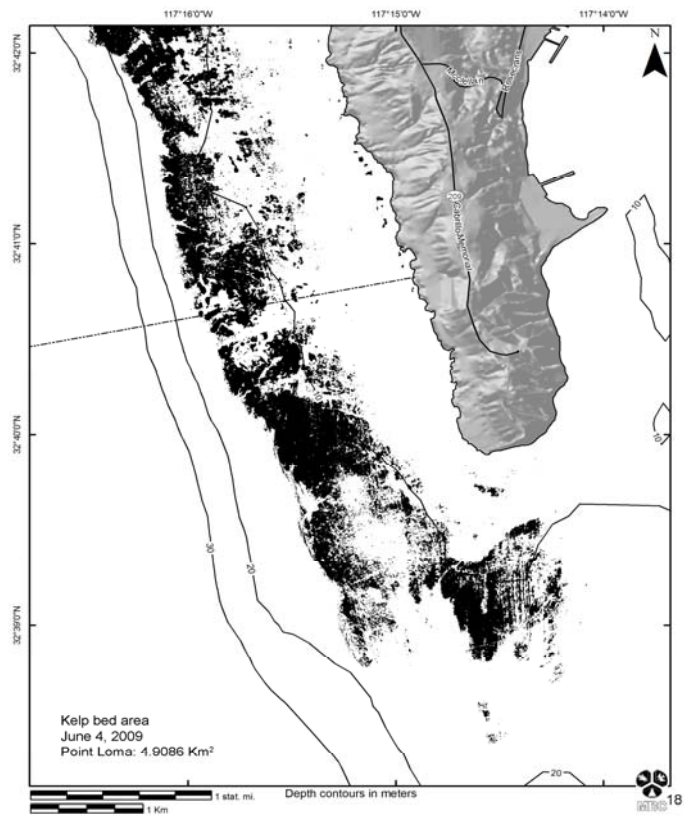 117°16'0"W
117°15'0"W
117°14'0"W
32°42'0"N
N
McClellan
Cabrillo Memorial
32°41'0"N
10
32°40'0"N
10
30
20
32°39'0"N
Kelp bed area
June 4, 2009
Point Loma: 4.9086 Km²
20
1 stat. mi.
Depth contours in meters
1 Km
MBC
18